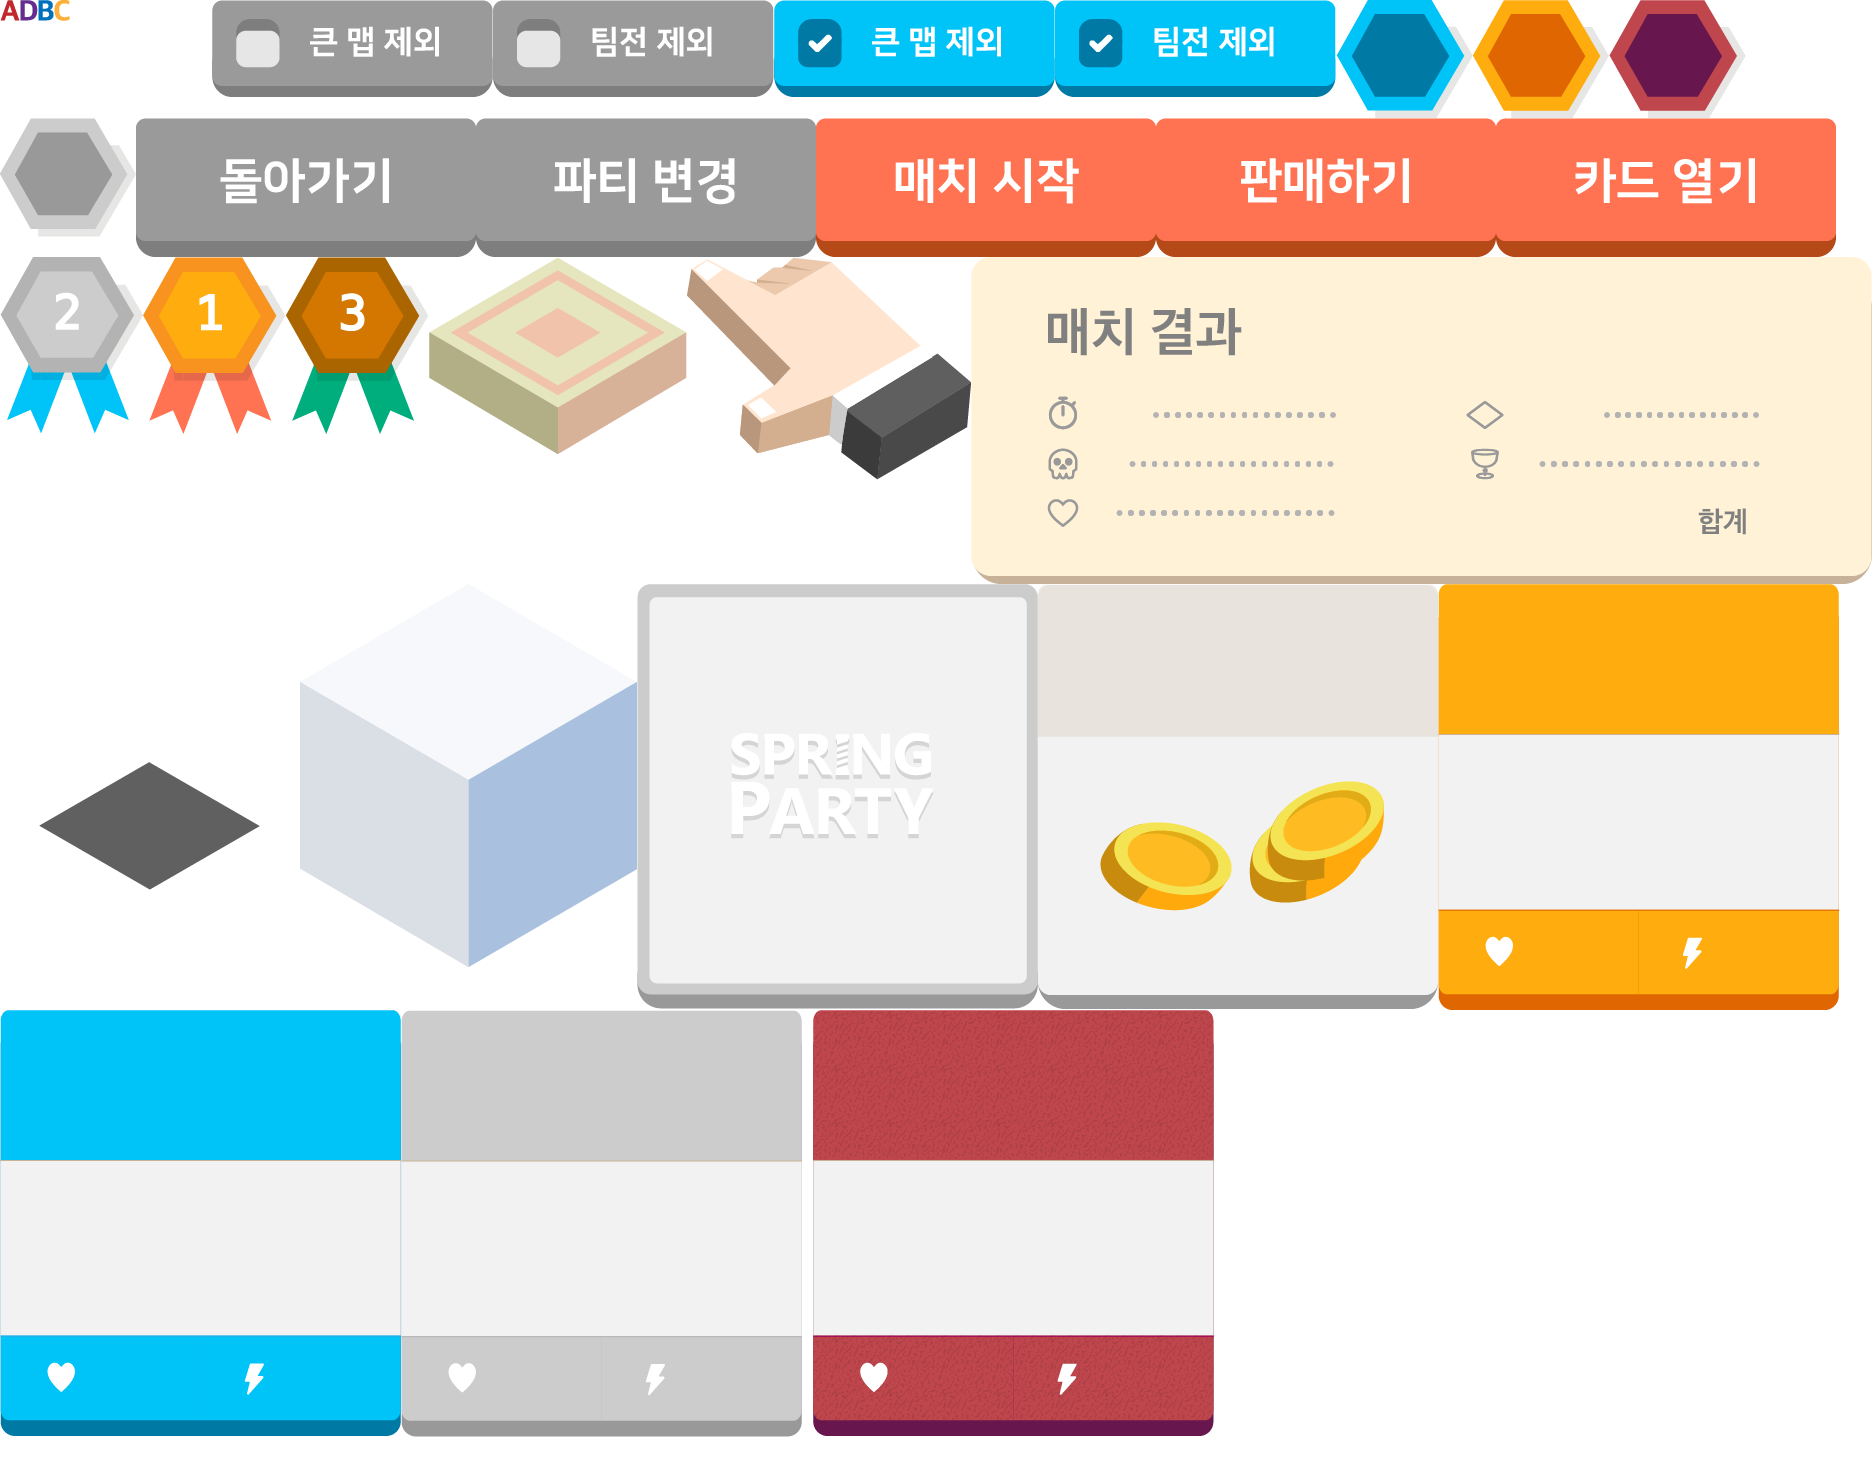 ADBC
큰 맵 제외
팀전 제외
큰 맵 제외
팀전 제외
돌아가기
파티 변경
매치 시작
판매하기
카드 열기
2
1
3
매치 결과
합계
SPRING
PARTY